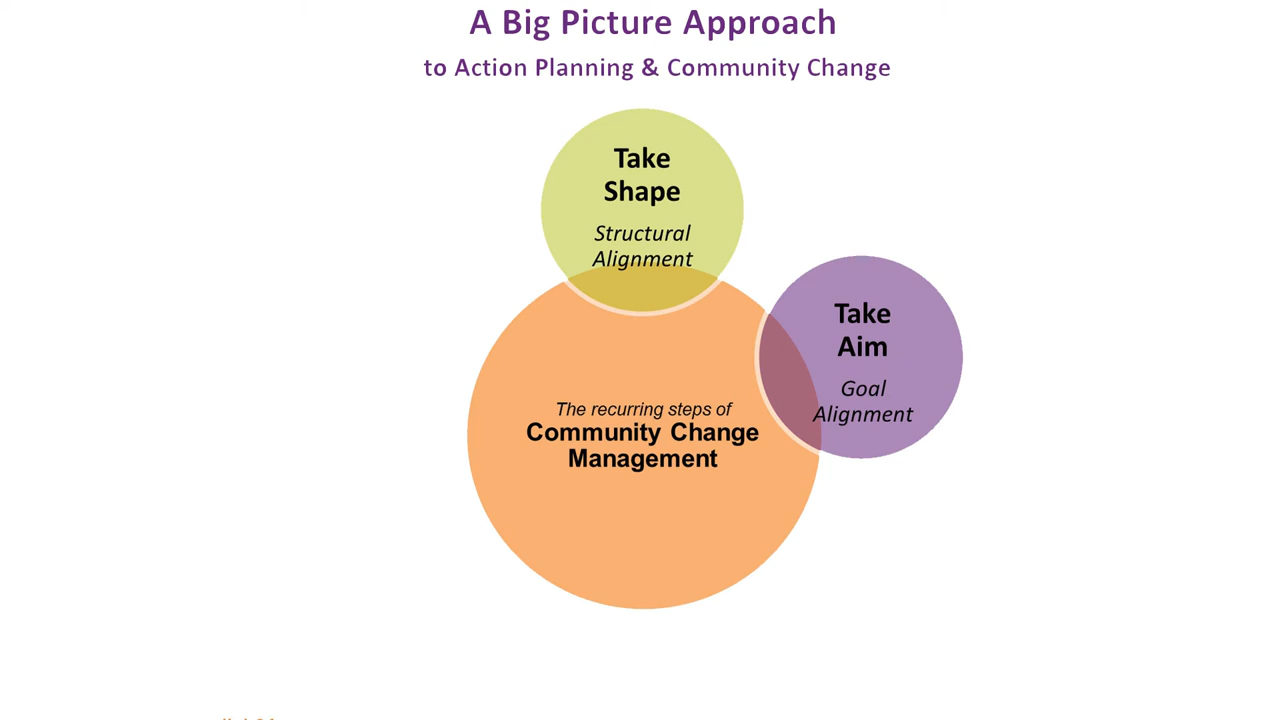 A Big Picture Approach
to Action Planning & Community Change
Take
Shape
Structural
Alignment
Take
Aim
Goal
Alignment
The recurring steps of
Community Change
Management